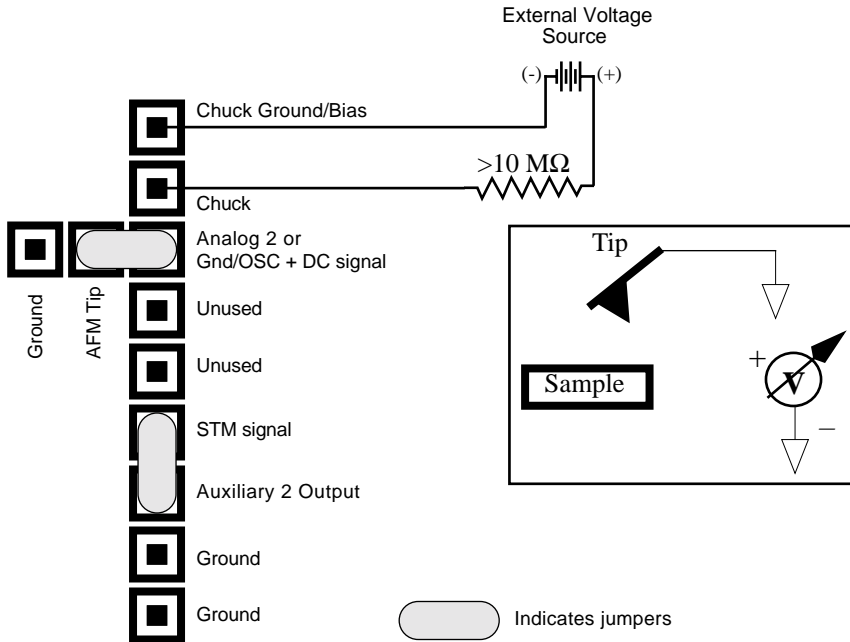 External Voltage
Source
(-)
(+)
Chuck Ground/Bias
>10 MΩ
Chuck
Analog 2 or
Gnd/OSC + DC signal
Ground
AFM Tip
Unused
Unused
STM signal
Auxiliary 2 Output
Ground
Ground
Indicates jumpers
Tip
Sample
+
V
–